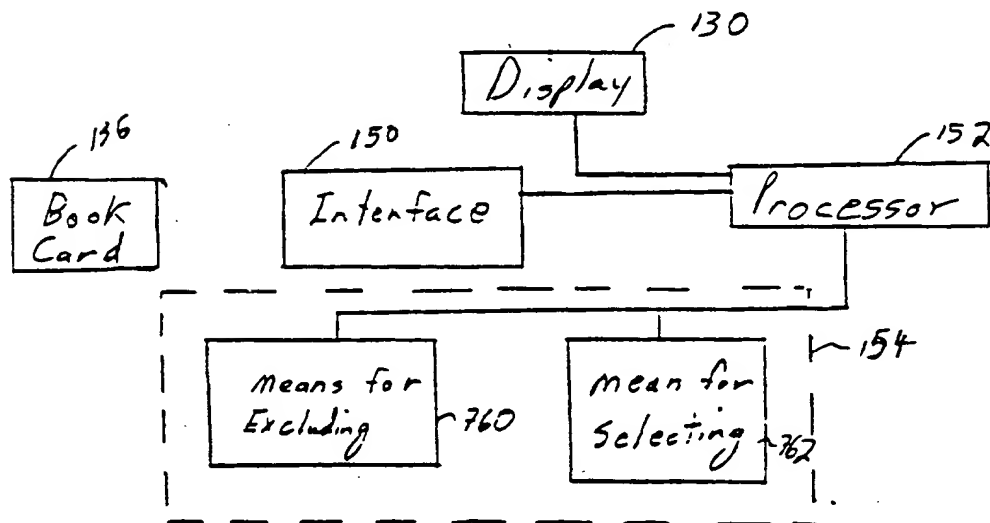 130
Display
136
150
152
Book
Card
Interface
Processor
154
Means for
Excluding
760
mean for
Selecting
762